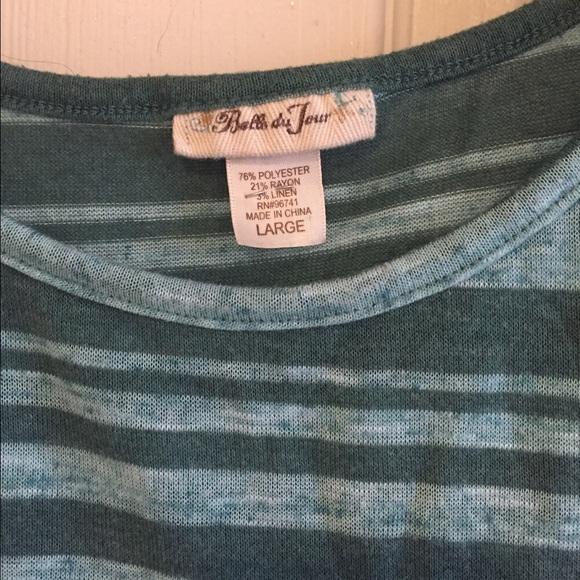 Belle du Jour
76% POLYESTER
21% RAYON
3% LINEN
RN#96741
MADE IN CHINA
LARGE